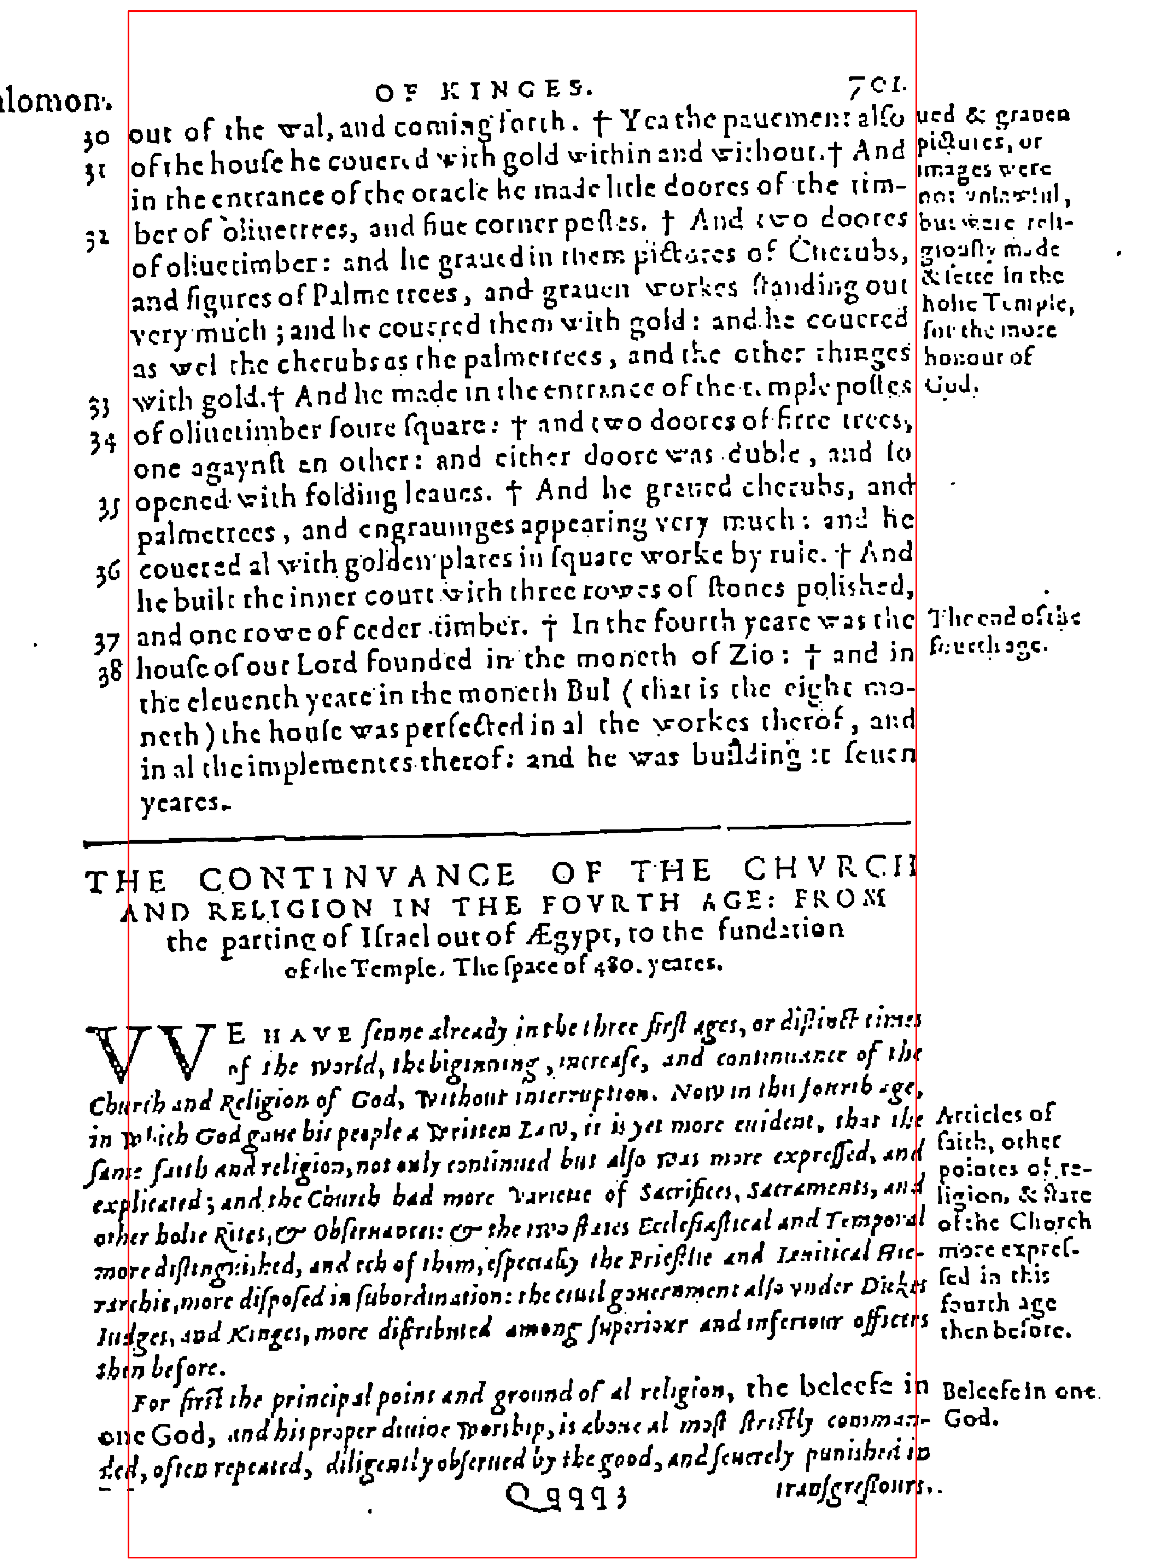 alomon.
OF KINGES.
701.
30 out of the wal, and coming forth. † Yea the pauement also
31 of the house he couered with gold within and without. † And
in the entrance of the oracle he made litle doores of the tim-
ber of oliuetrees, and fiue corner postes. † And two doores
32
of oliuetimber: and he graued in them pictures of Cherubs,
and figures of Palmetrees, and grauen workes standing out
very much; and he couered them with gold: and he couered
as wel the cherubs as the palmetrees, and the other thinges
33 with gold. † And he made in the entrance of the temple postes
34 of oliuetimber foure square: † and two doores of firre trees,
one agaynst an other: and either doore was duble, and so
35 opened with folding leaues. † And he graued cherubs, and
palmetrees, and engrauinges appearing very much: and he
36 couered al with golden plates in square worke by rule. † And
he built the inner court with three rowes of stones polished,
37 and one rowe of ceder timber. † In the fourth yeare was the
38 house of our Lord founded in the moneth of Zio: † and in
the eleuenth yeare in the moneth Bul (that is the eight mo-
neth) the house was perfected in al the workes therof, and
in al the implementes therof: and he was building it seuen
yeares.
ued & grauen
pictures, or
images were
not vnlawful,
but were reli-
giously made
& sette in the
holie Temple,
for the more
honour of
God.
The end of the
fourth age.
THE CONTINVANCE OF THE CHVRCH
AND RELIGION IN THE FOVRTH AGE: FROM
the parting of Israel out of Ægypt, to the fundation
of the Temple. The space of 480. yeares.
VVE HAVE seene already in the three first ages, or distinct times
of the world, the biginning, increase, and continuance of the
Church and Religion of God, without interruption. Now in this fourth age,
in which God gaue his people a written Law, it is yet more euident, that the
same faith and religion, not only continued but also was more expressed, and
explicated; and the Church had more varietie of Sacrifices, Sacraments, and
other holie Rites, & Obseruances: & the two states Ecclesiastical and Temporal
more distinguished, and ech of them, especially the Priestlie and Leuitical Hie-
rarchie, more disposed in subordination: the ciuil gouernment also vnder Dukes
Iudges, and Kinges, more distributed among superiour and inferiour officers
then before.
For first the principal point and ground of al religion, the beleefe in
one God, and his proper diuine worship, is aboue al most strictly comman-
ded, often repeated, diligently obserued by the good, and seuerely punished in
Articles of
faith, other
pointes of re-
ligion, & state
of the Church
more expres-
sed in this
fourth age
then before.
Beleefe in one
God.
Qqqq3
transgressours.